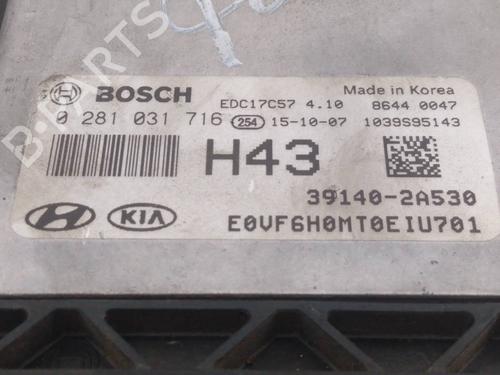 B-PARTS
BOSCH EDC17C57 4.10 Made in Korea
8644 0047
0 281 031 716 254 15-10-07 1039S95143
H43
39140-2A530
KIA E0VF6H0MT0EIU701